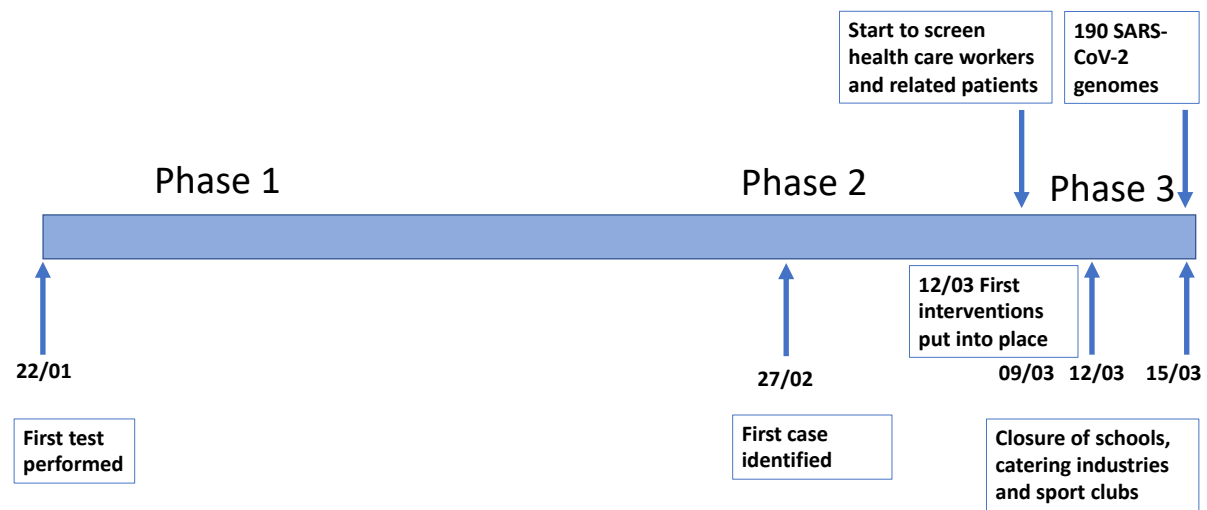 Start to screen
health care workers
and related patients
190 SARS-
CoV-2
genomes
Phase 1
Phase 2
Phase 3
12/03 First
interventions
put into place
22/01
27/02
09/03
12/03
15/03
First test
performed
First case
identified
Closure of schools,
catering industries
and sport clubs